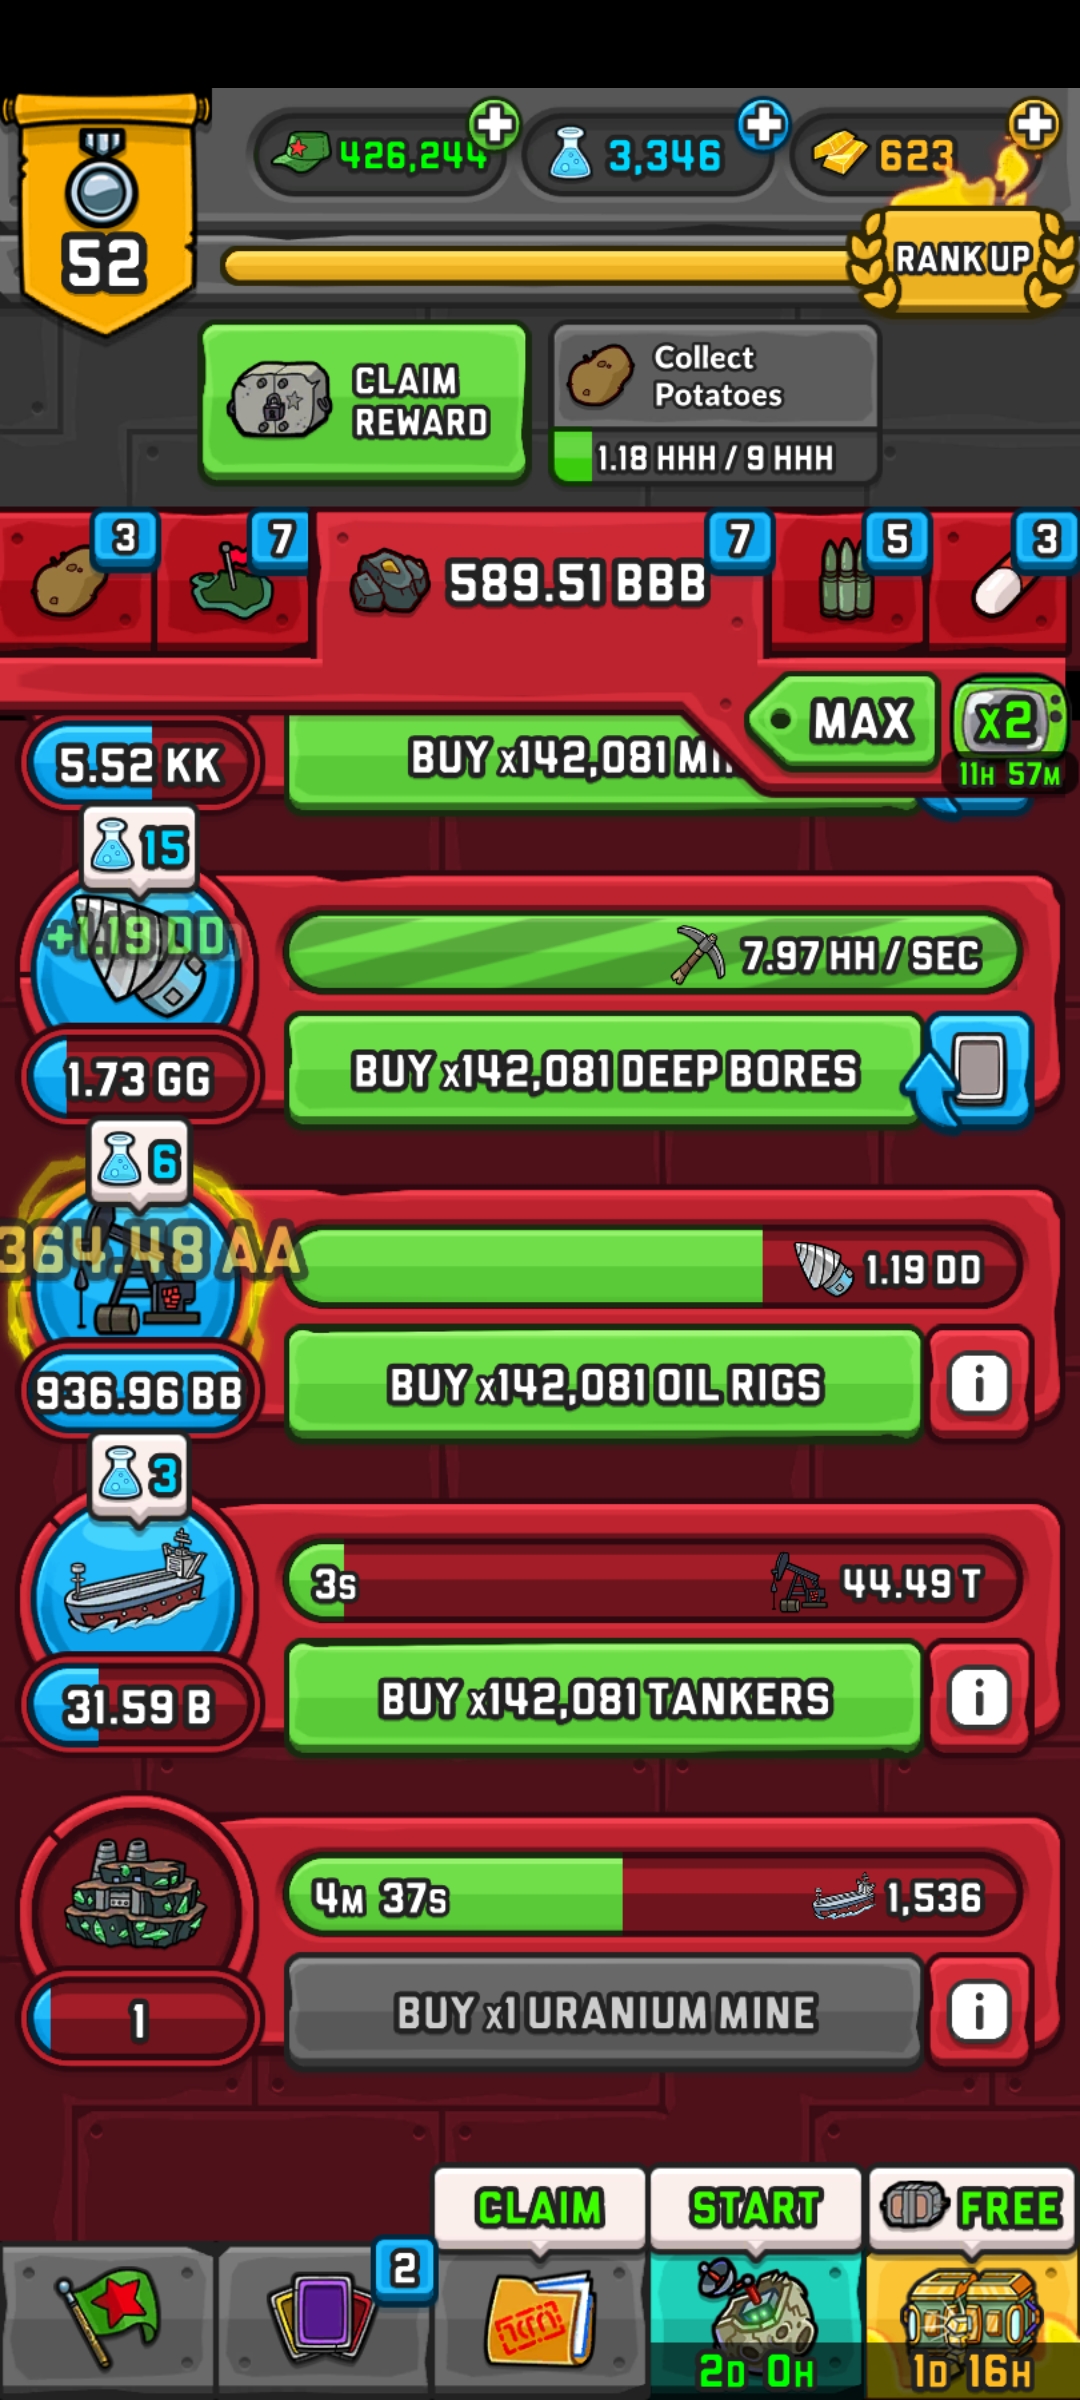 426,244
3,346
623
52
RANK UP
CLAIM
REWARD
Collect
Potatoes
1.18 HHH / 9 HHH
3
7
589.51 BBB
7
5
3
MAX
x2
11H 57M
5.52 KK
BUY x142,081
15
+1.19 DD
7.97 HH / SEC
1.73 GG
BUY x142,081 DEEP BORES
6
364.48 AA
1.19 DD
936.96 BB
BUY x142,081 OIL RIGS
3
3S
44.49 T
31.59 B
BUY x142,081 TANKERS
4M 37S
1,536
1
BUY x1 URANIUM MINE
CLAIM
START
FREE
2
2D 0H
1D 16H